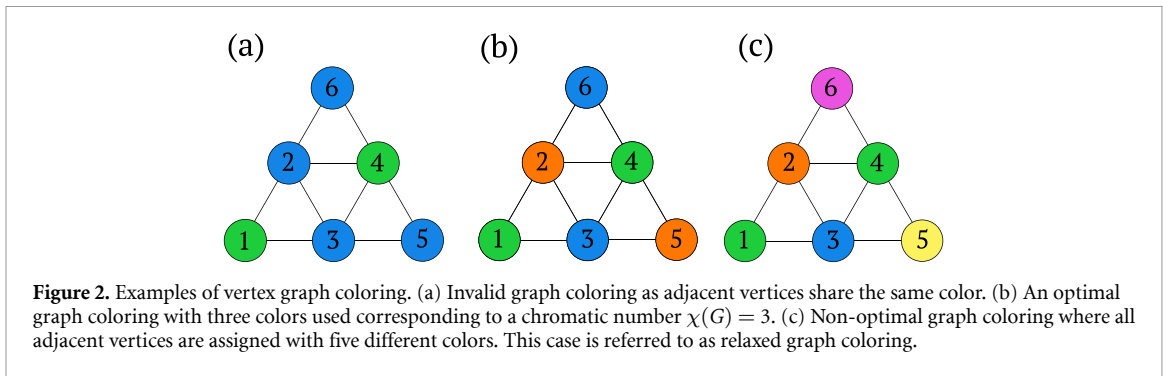 (a) (b) (c)
6 6 6
2 4 2 4 2 4
1 3 5 1 3 5 1 3 5
Figure 2. Examples of vertex graph coloring. (a) Invalid graph coloring as adjacent vertices share the same color. (b) An optimal
graph coloring with three colors used corresponding to a chromatic number χ(G) = 3. (c) Non-optimal graph coloring where all
adjacent vertices are assigned with five different colors. This case is referred to as relaxed graph coloring.